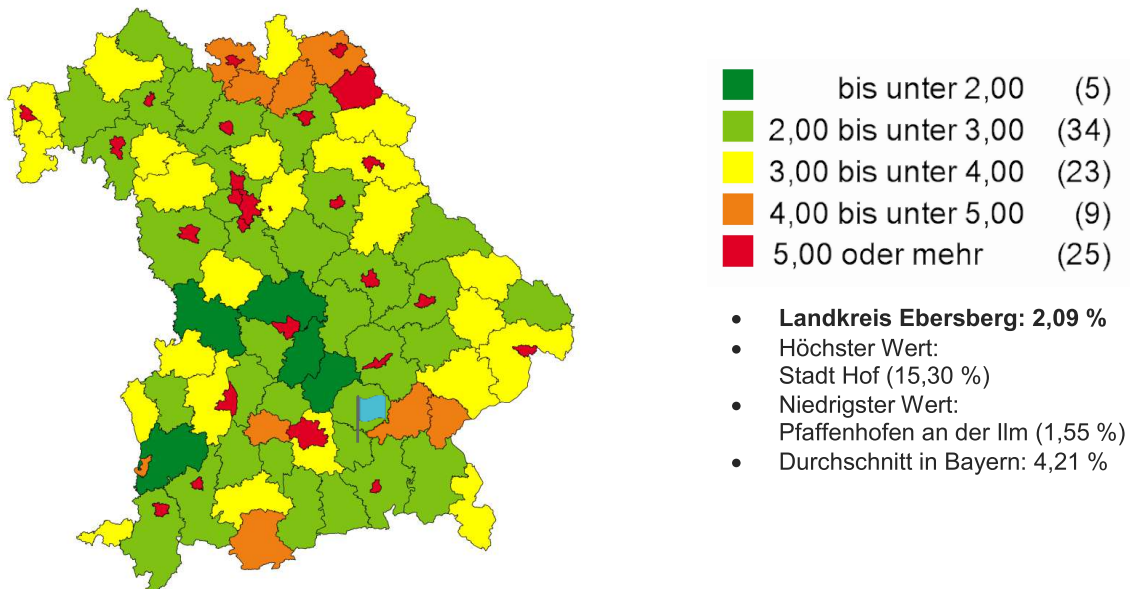 bis unter 2,00 (5)
2,00 bis unter 3,00 (34)
3,00 bis unter 4,00 (23)
4,00 bis unter 5,00 (9)
5,00 oder mehr (25)
• Landkreis Ebersberg: 2,09 %
• Höchster Wert:
Stadt Hof (15,30 %)
• Niedrigster Wert:
Pfaffenhofen an der Ilm (1,55 %)
• Durchschnitt in Bayern: 4,21 %